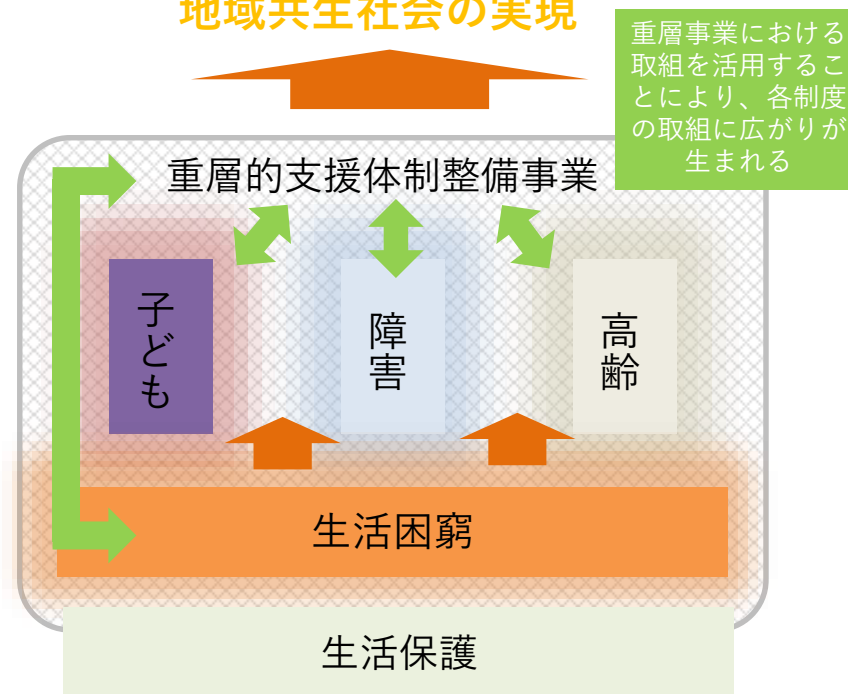 地域共生社会の実現
重層事業における
取組を活用するこ
とにより、各制度
の取組に広がりが
生まれる
重層的支援体制整備事業
子ども
障害
高齢
生活困窮
生活保護